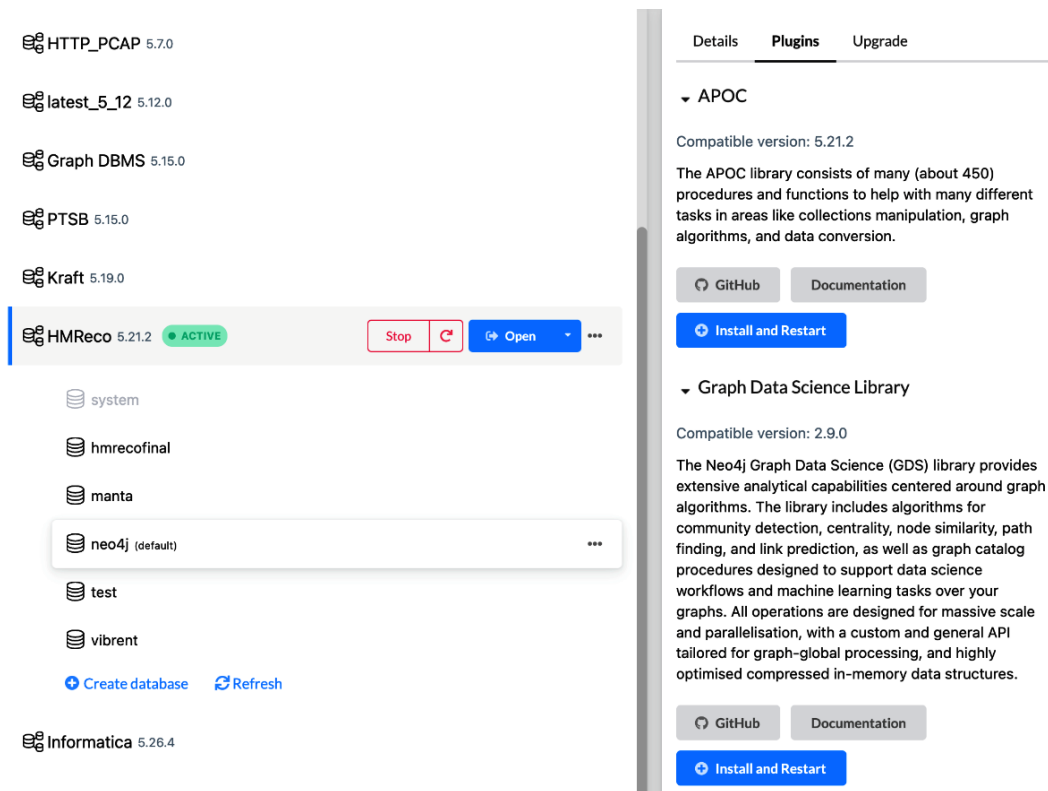 HTTP_PCAP 5.7.0
latest_5_12 5.12.0
Graph DBMS 5.15.0
PTSB 5.15.0
Kraft 5.19.0
HMReco 5.21.2 ACTIVE Stop Open
system
hmrecofinal
manta
neo4j (default)
test
vibrent
Create database Refresh
Informatica 5.26.4
Details Plugins Upgrade
APOC
Compatible version: 5.21.2
The APOC library consists of many (about 450)
procedures and functions to help with many different
tasks in areas like collections manipulation, graph
algorithms, and data conversion.
GitHub Documentation
Install and Restart
Graph Data Science Library
Compatible version: 2.9.0
The Neo4j Graph Data Science (GDS) library provides
extensive analytical capabilities centered around graph
algorithms. The library includes algorithms for
community detection, centrality, node similarity, path
finding, and link prediction, as well as graph catalog
procedures designed to support data science
workflows and machine learning tasks over your
graphs. All operations are designed for massive scale
and parallelisation, with a custom and general API
tailored for graph-global processing, and highly
optimised compressed in-memory data structures.
GitHub Documentation
Install and Restart